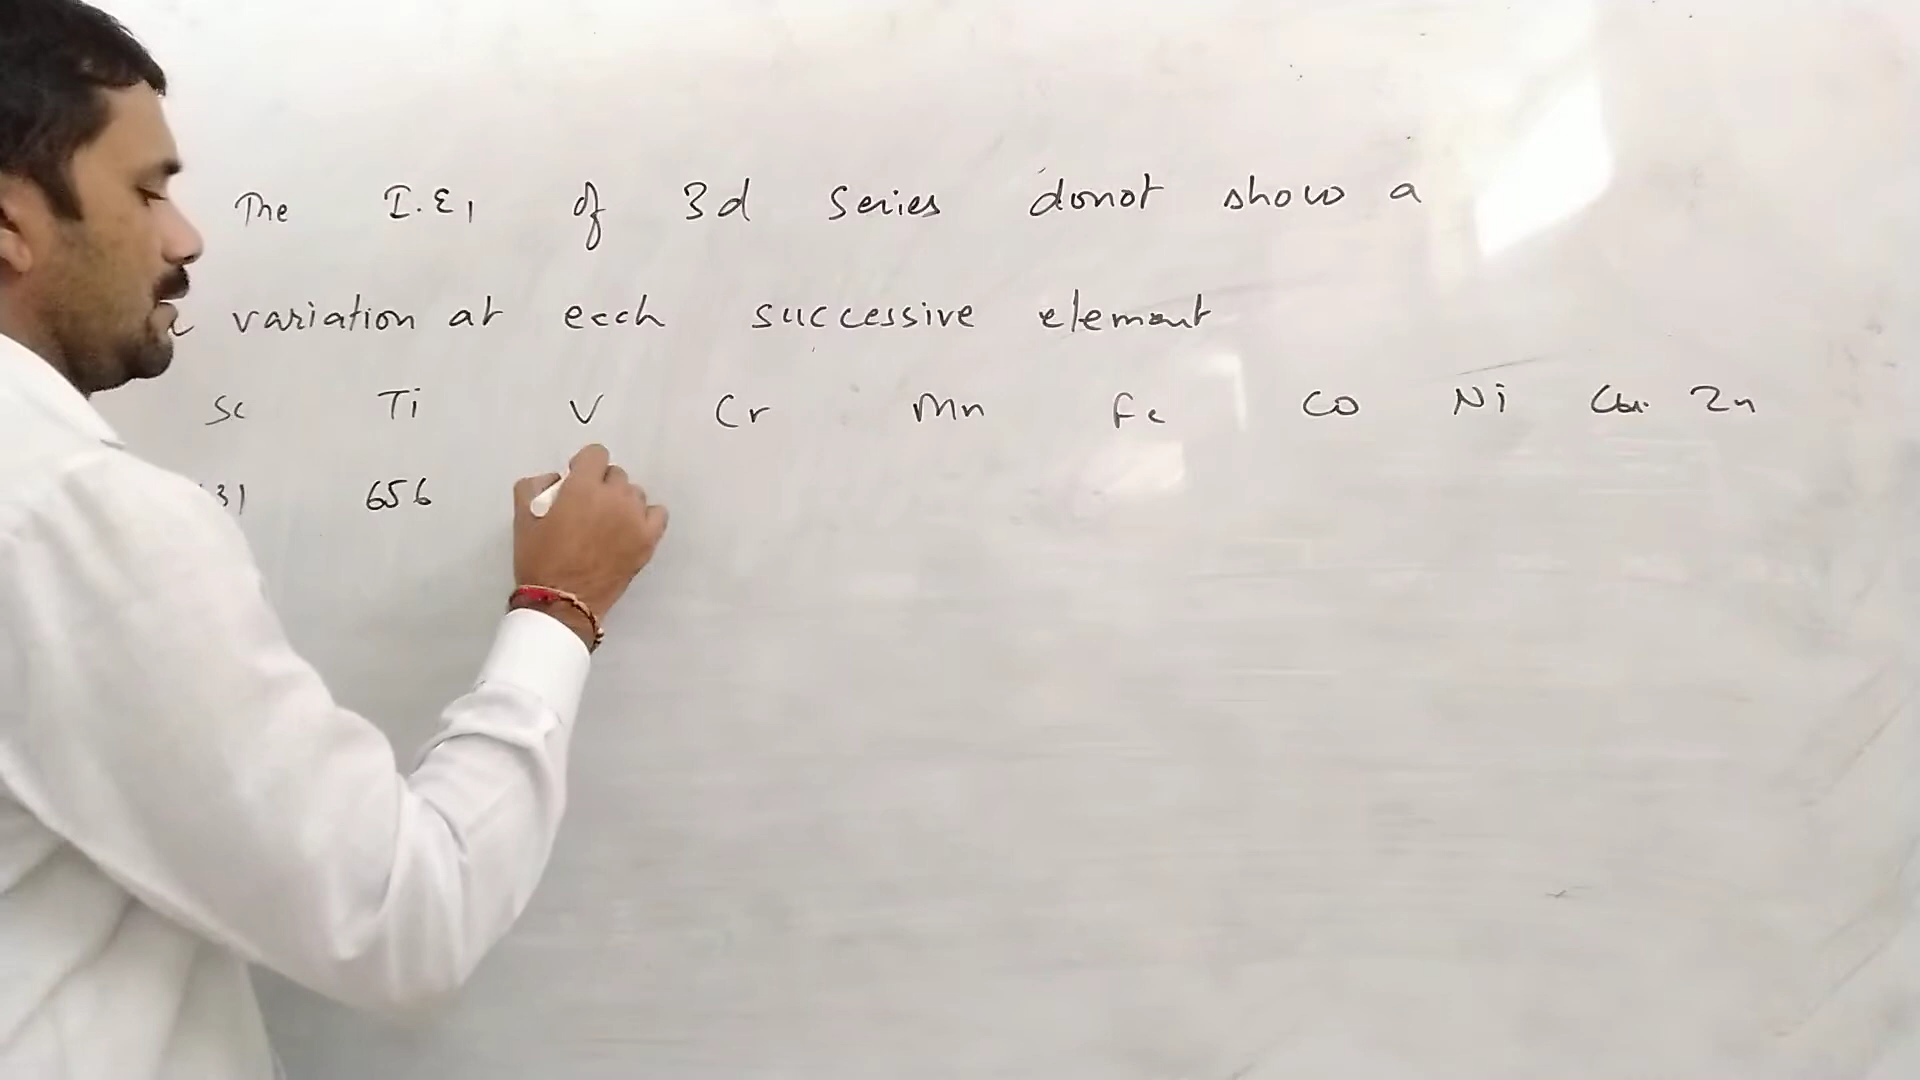 The I.E1 of 3d series donot show a
variation at each successive element
Sc Ti V Cr Mn Fe Co Ni Cu Zn
31 656